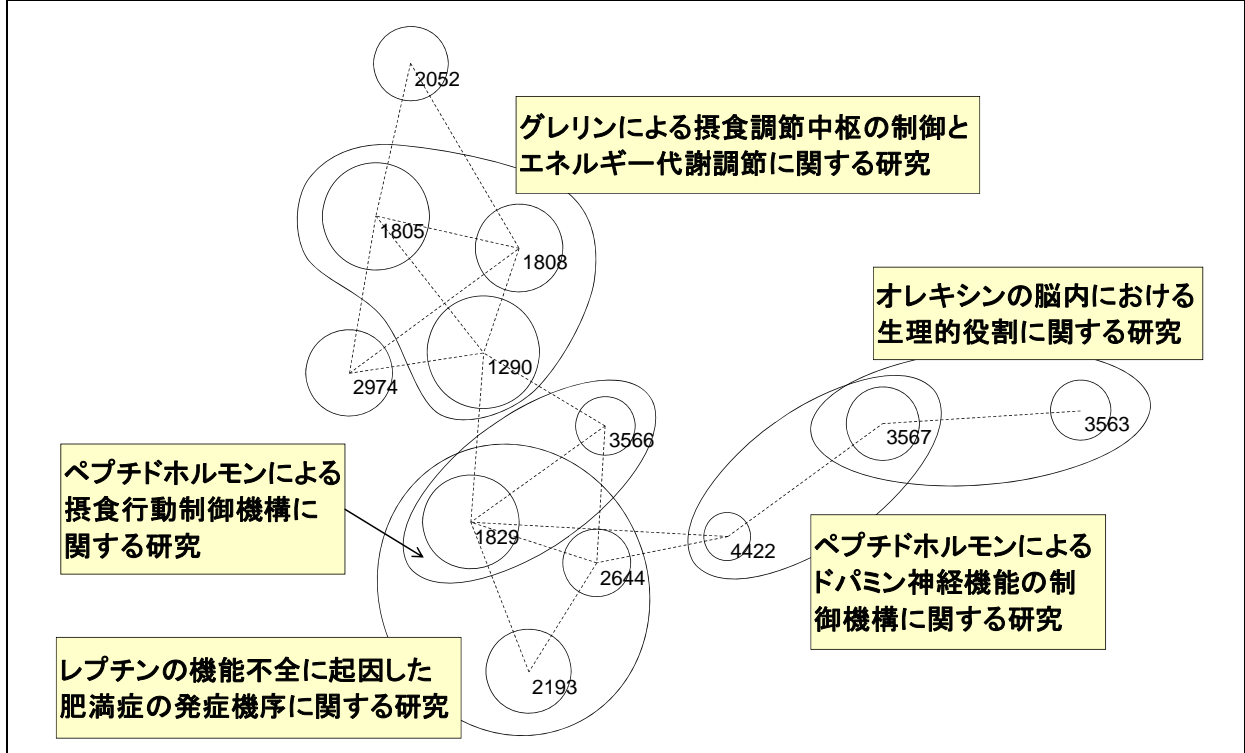 2052
グレリンによる摂食調節中枢の制御と
エネルギー代謝調節に関する研究
1805
1808
オレキシンの脳内における
生理的役割に関する研究
1290
2974
3563
3567
3566
ペプチドホルモンによる
摂食行動制御機構に
関する研究
1829
4422
ペプチドホルモンによる
ドパミン神経機能の制
御機構に関する研究
2644
レプチンの機能不全に起因した
肥満症の発症機序に関する研究
2193